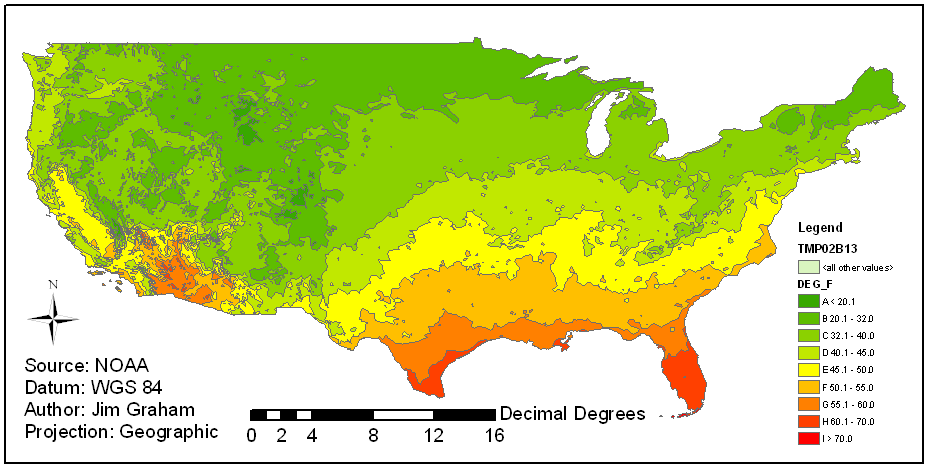 N
Source: NOAA
Datum: WGS 84
Author: Jim Graham
Projection: Geographic
Decimal Degrees
0 2 4 8 12 16
Legend
TMP02B13
<all other values>
DEG_F
A < 20.1
B 20.1 - 32.0
C 32.1 - 40.0
D 40.1 - 45.0
E 45.1 - 50.0
F 50.1 - 55.0
G 55.1 - 60.0
H 60.1 - 70.0
I > 70.0